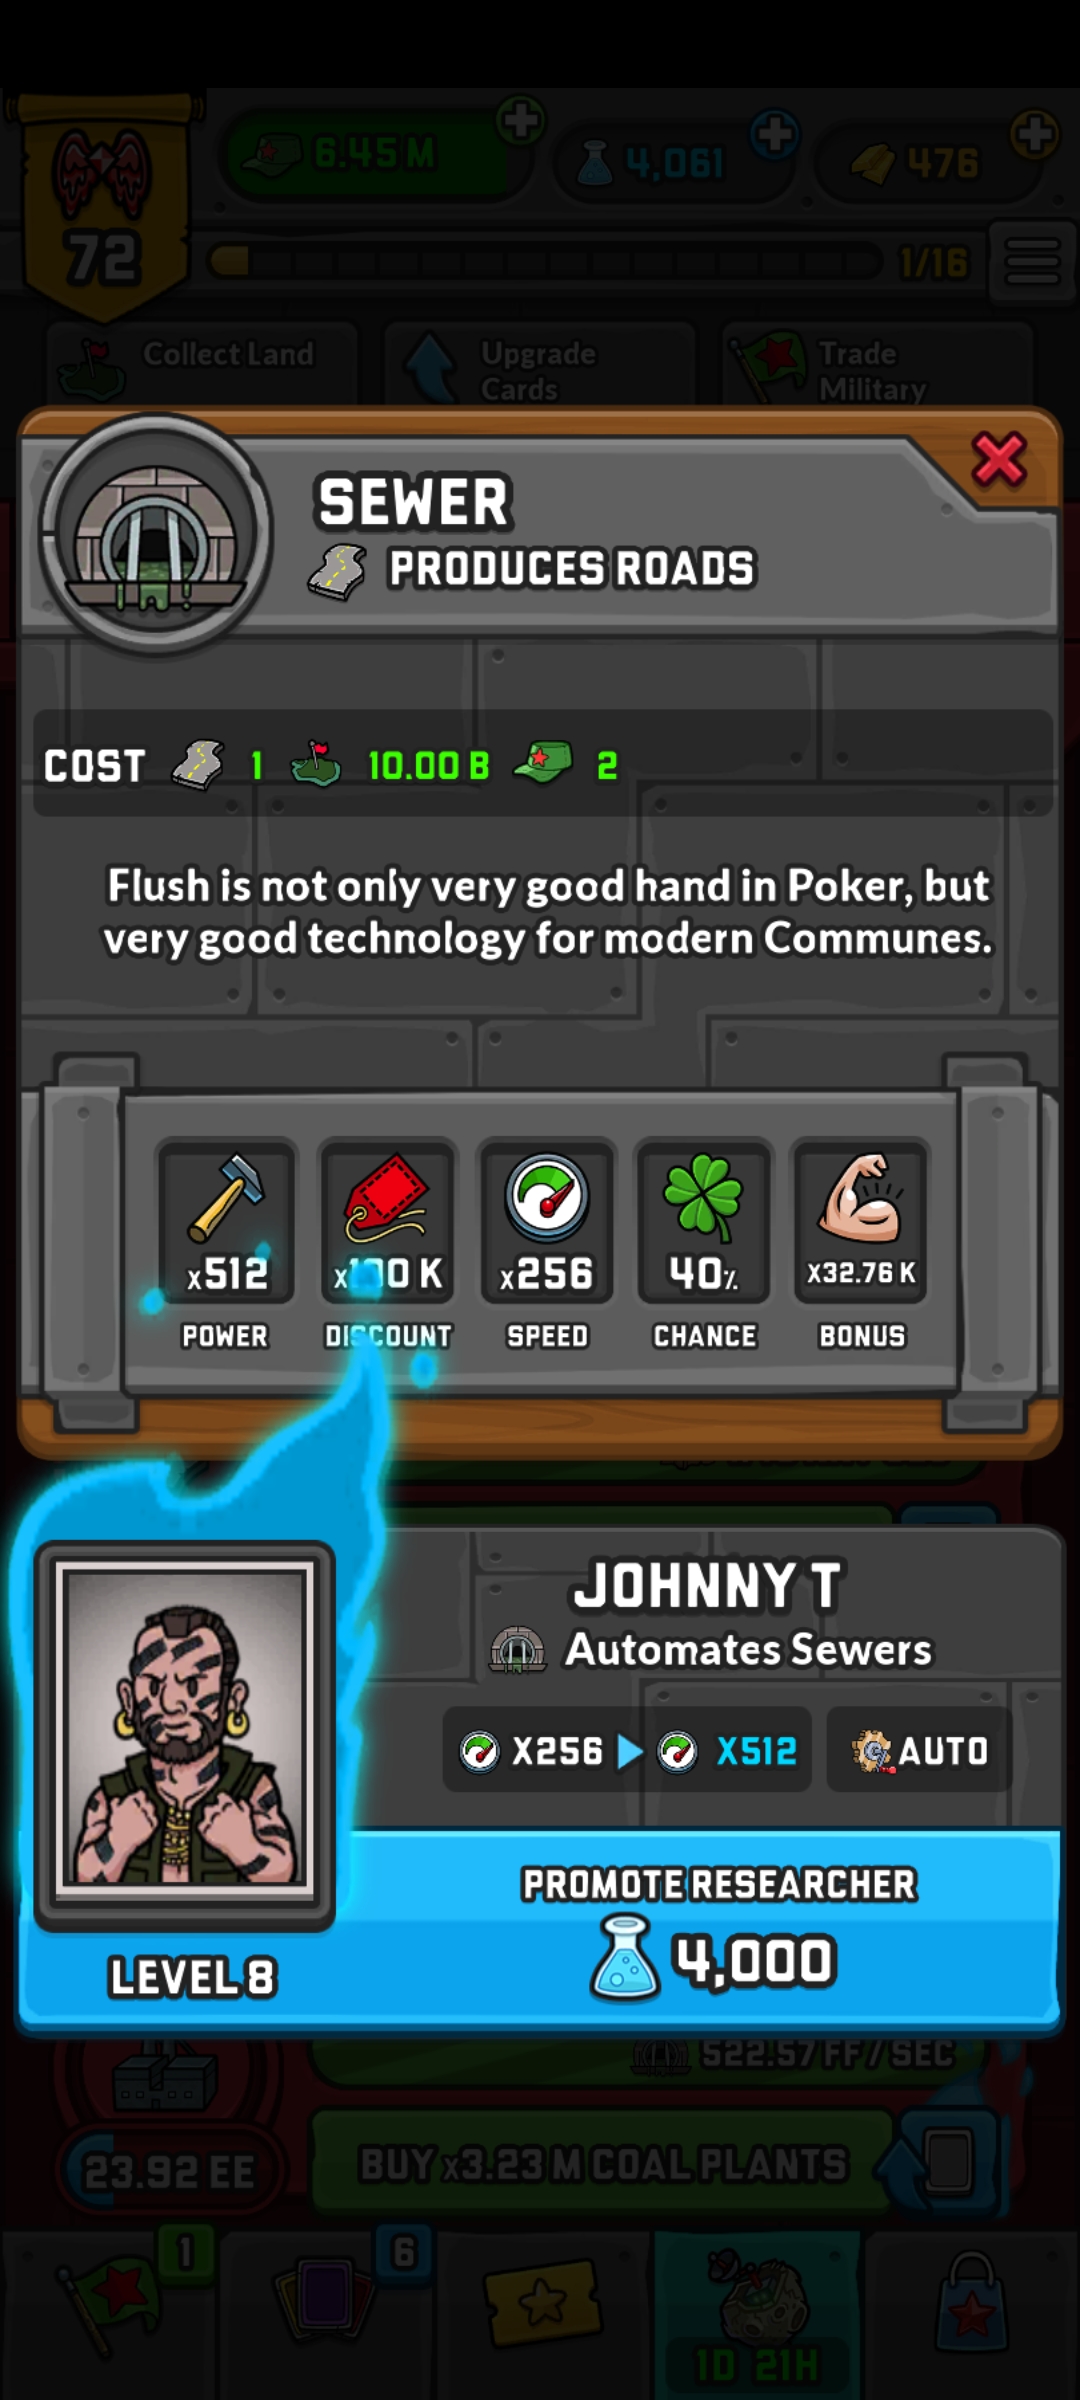 6.45 M
4,061
476
72
1/16
Collect Land
Upgrade
Cards
Trade
Military
SEWER
PRODUCES ROADS
COST 1 10.00 B 2
Flush is not only very good hand in Poker, but
very good technology for modern Communes.
x512
x100 K
x256
40%
x32.76 K
POWER
DISCOUNT
SPEED
CHANCE
BONUS
JOHNNY T
Automates Sewers
X256 X512 AUTO
PROMOTE RESEARCHER
4,000
LEVEL 8
522.57 FF/SEC
23.92 EE
BUY x3.23 M COAL PLANTS
1
6
1D 21H